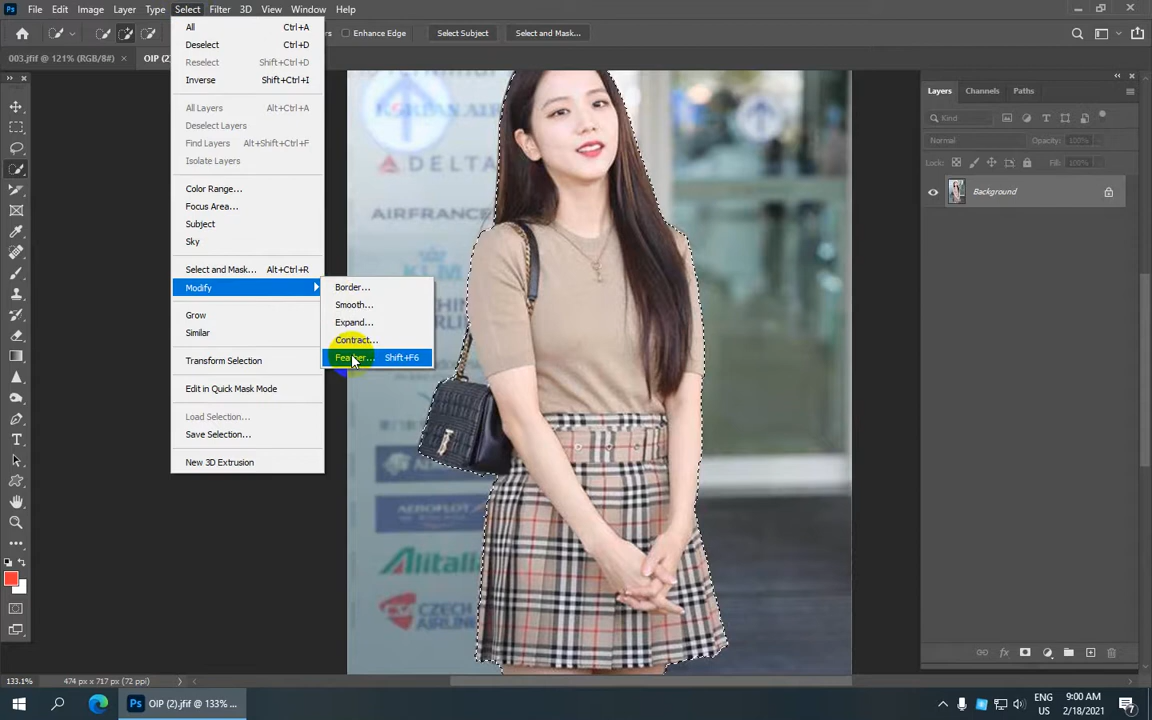 Ps File Edit Image Layer Type Select Filter 3D View Window Help
Enhance Edge Select Subject Select and Mask...
003.jfif @ 121% (RGB/8#) × OIP (2)
All Ctrl+A
Deselect Ctrl+D
Reselect Shift+Ctrl+D
Inverse Shift+Ctrl+I
All Layers Alt+Ctrl+A
Deselect Layers
Find Layers Alt+Shift+Ctrl+F
Isolate Layers
Color Range...
Focus Area...
Subject
Sky
Select and Mask... Alt+Ctrl+R
Modify
Grow
Similar
Transform Selection
Edit in Quick Mask Mode
Load Selection...
Save Selection...
New 3D Extrusion
Border...
Smooth...
Expand...
Contract...
Feather... Shift+F6
KOREAN AIR
DELTA
AIRFRANCE
KLM
AEROFLOT
Alitalia
CZECH
AIRLINES
Layers Channels Paths
Kind
Normal Opacity: 100%
Lock: Fill: 100%
Background
133.1% 474 px x 717 px (72 ppi)
Ps OIP (2).jfif @ 133% ...
ENG
US
9:00 AM
2/18/2021
7